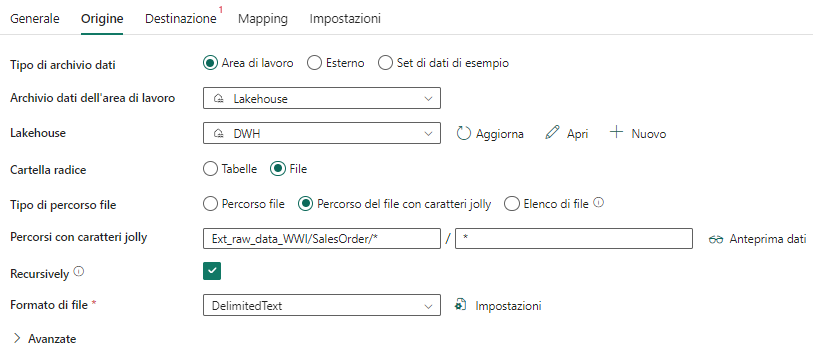 Generale Origine Destinazione 1 Mapping Impostazioni
Tipo di archivio dati Area di lavoro Esterno Set di dati di esempio
Archivio dati dell'area di lavoro Lakehouse
Lakehouse DWH Aggiorna Apri Nuovo
Cartella radice Tabelle File
Tipo di percorso file Percorso file Percorso del file con caratteri jolly Elenco di file
Percorsi con caratteri jolly Ext_raw_data_WWI/SalesOrder/* / * Anteprima dati
Recursively
Formato di file * DelimitedText Impostazioni
Avanzate